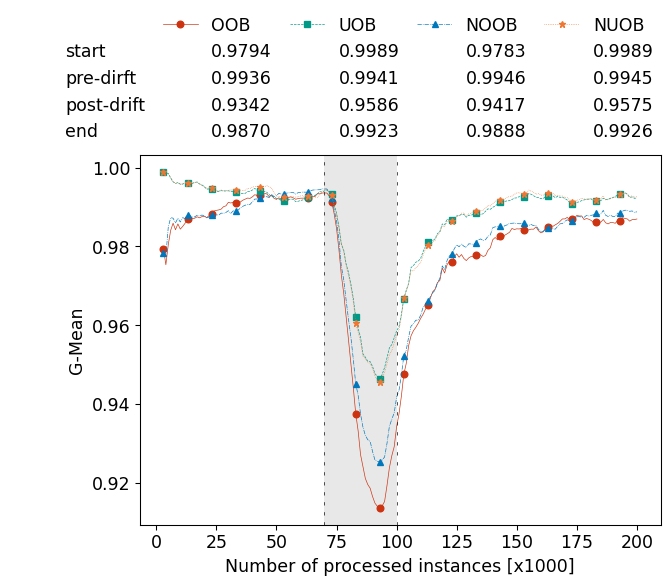 OOB UOB NOOB NUOB
start 0.9794 0.9989 0.9783 0.9989
pre-dirft 0.9936 0.9941 0.9946 0.9945
post-drift 0.9342 0.9586 0.9417 0.9575
end 0.9870 0.9923 0.9888 0.9926
1.00
0.98
0.96
0.94
0.92
G-Mean
0 25 50 75 100 125 150 175 200
Number of processed instances [x1000]